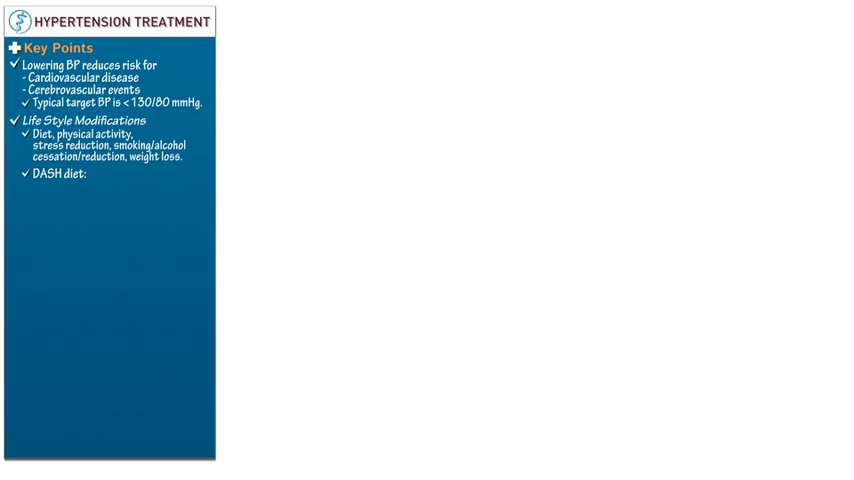 HYPERTENSION TREATMENT
Key Points
Lowering BP reduces risk for
- Cardiovascular disease
- Cerebrovascular events
Typical target BP is < 130/80 mmHg.
Life Style Modifications
Diet, physical activity,
stress reduction, smoking/alcohol
cessation/reduction, weight loss.
DASH diet: